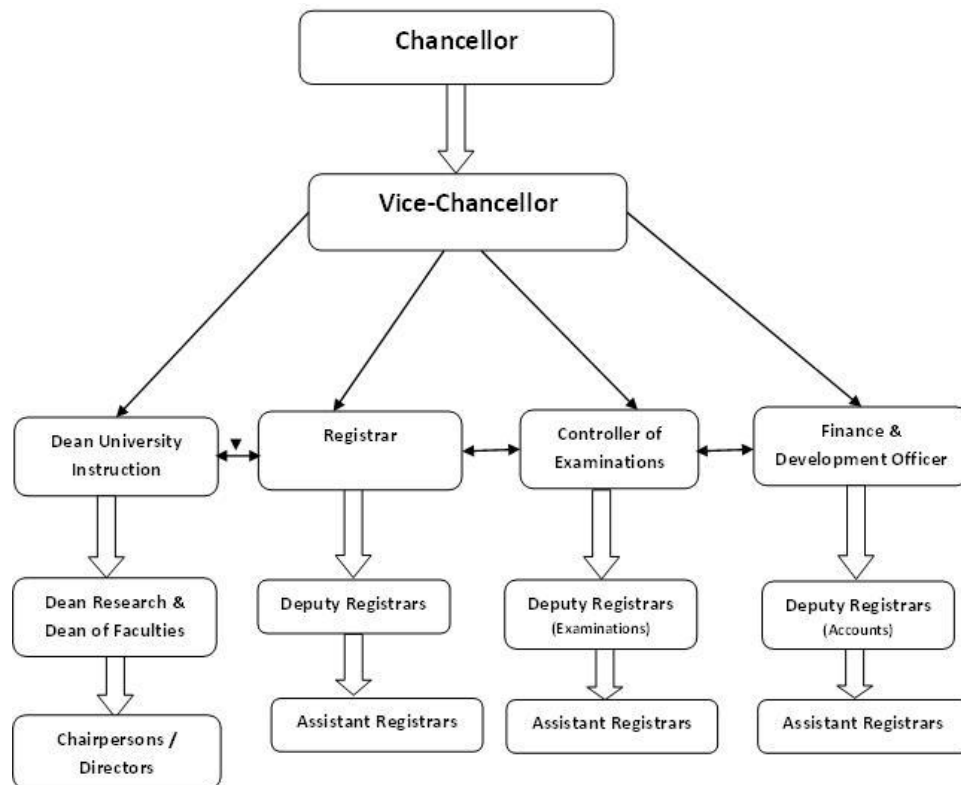 Chancellor
Vice-Chancellor
Dean University
Instruction
Registrar
Controller of
Examinations
Finance &
Development Officer
Dean Research &
Dean of Faculties
Deputy Registrars
Deputy Registrars
(Examinations)
Deputy Registrars
(Accounts)
Chairpersons /
Directors
Assistant Registrars
Assistant Registrars
Assistant Registrars